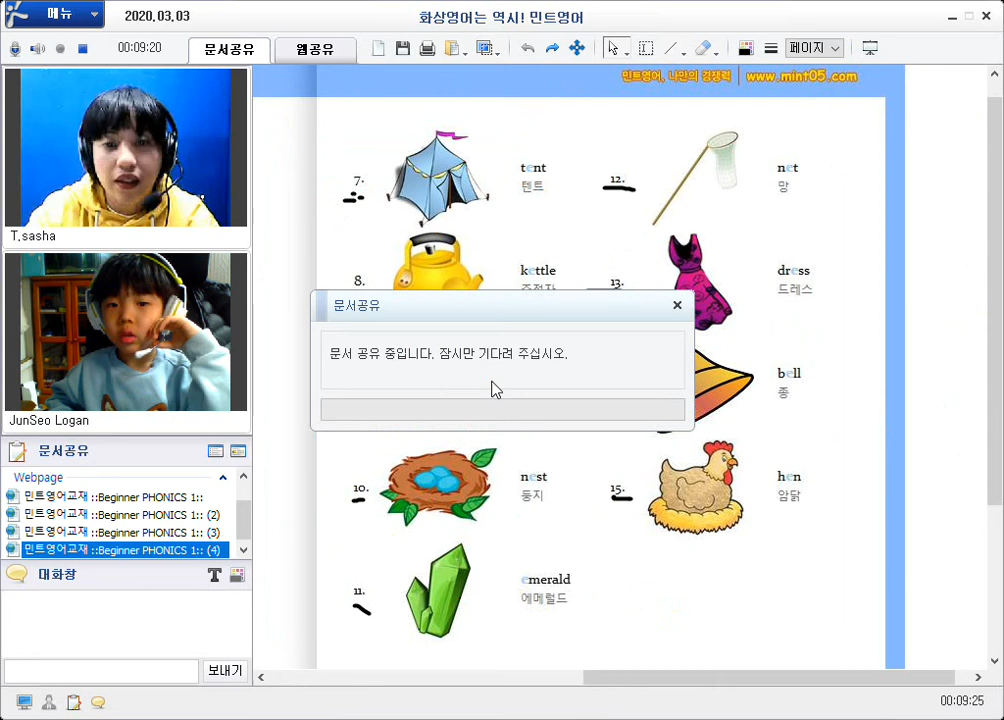 메뉴
2020,03,03
화상영어는 역시! 민트영어
00:09:20
문서공유
웹공유
페이지
T,sasha
JunSeo Logan
문서공유
Webpage
민트영어교재 ::Beginner PHONICS 1::
민트영어교재 ::Beginner PHONICS 1:: (2)
민트영어교재 ::Beginner PHONICS 1:: (3)
민트영어교재 ::Beginner PHONICS 1:: (4)
대화창
T
보내기
민트영어, 나만의 경쟁력
www.mint05.com
7.
tent
텐트
12.
net
망
8.
kettle
주전자
13.
dress
드레스
문서공유
문서 공유 중입니다. 잠시만 기다려 주십시오.
bell
종
10.
nest
둥지
15.
hen
암탉
11.
emerald
에메럴드
00:09:25